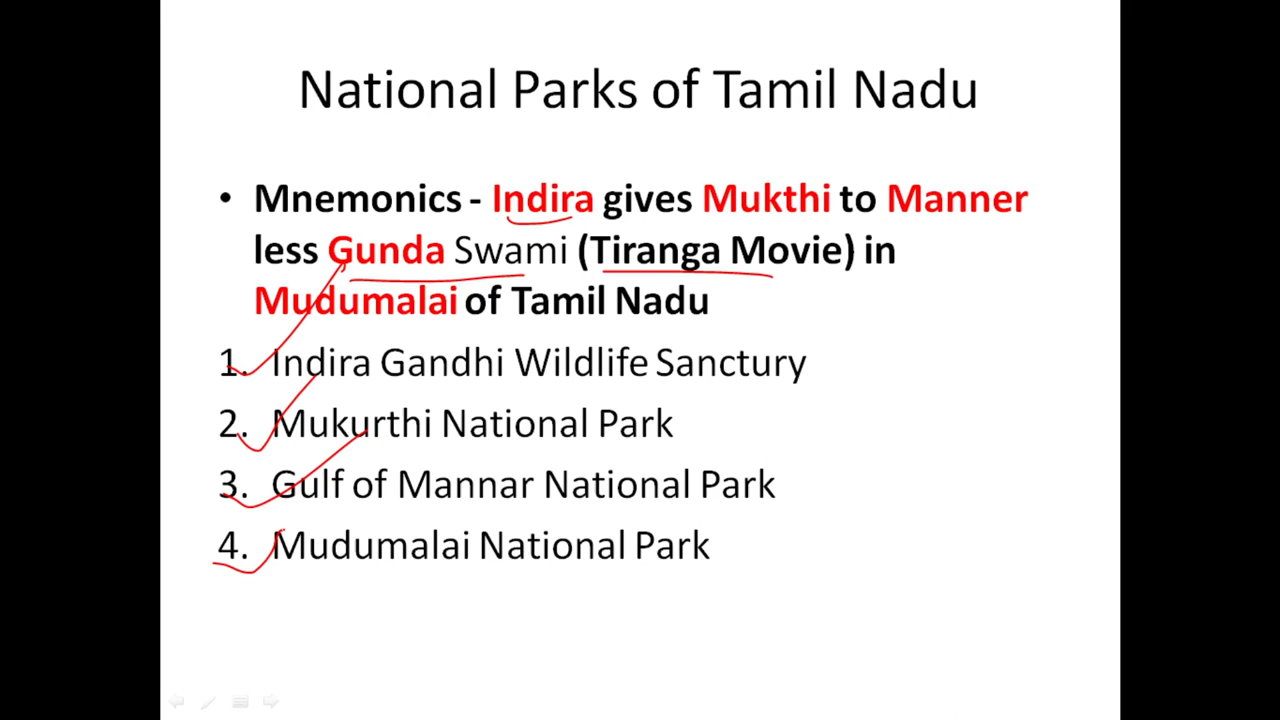 National Parks of Tamil Nadu
• Mnemonics - Indira gives Mukthi to Manner
less Gunda Swami (Tiranga Movie) in
Mudumalai of Tamil Nadu
1. Indira Gandhi Wildlife Sanctury
2. Mukurthi National Park
3. Gulf of Mannar National Park
4. Mudumalai National Park